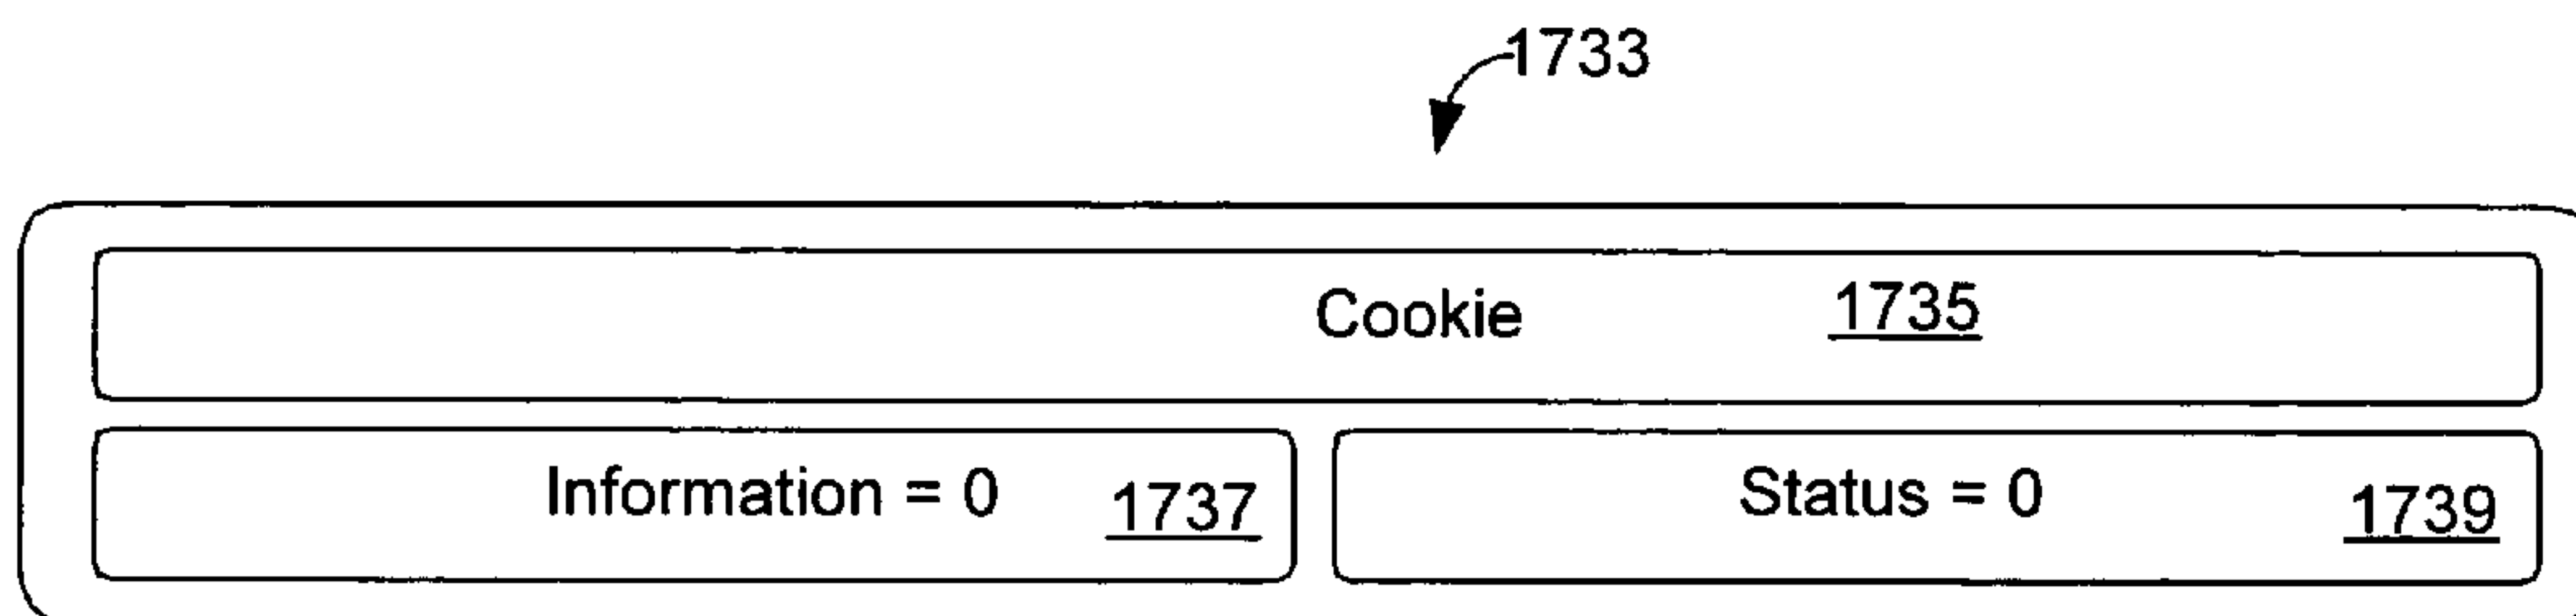 1733
Cookie 1735
Information = 0 1737 Status = 0 1739